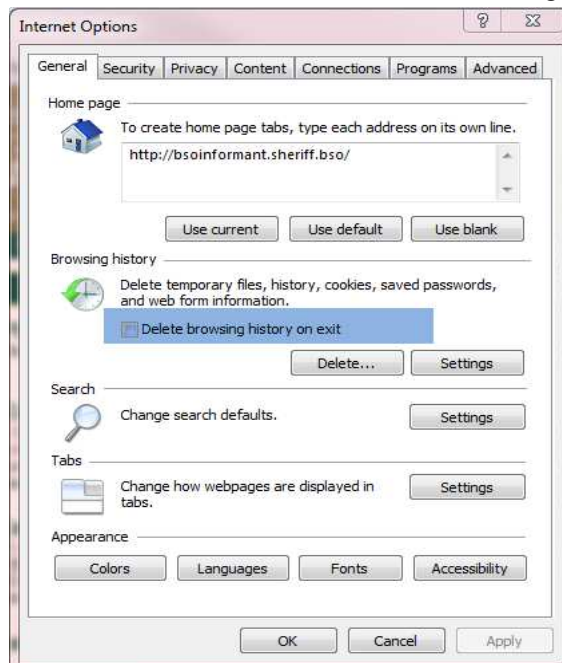 Internet Options
General Security Privacy Content Connections Programs Advanced
Home page
To create home page tabs, type each address on its own line.
http://bsoinformant.sheriff.bso/
Use current Use default Use blank
Browsing history
Delete temporary files, history, cookies, saved passwords,
and web form information.
Delete browsing history on exit
Delete... Settings
Search
Change search defaults. Settings
Tabs
Change how webpages are displayed in Settings
tabs.
Appearance
Colors Languages Fonts Accessibility
OK Cancel Apply